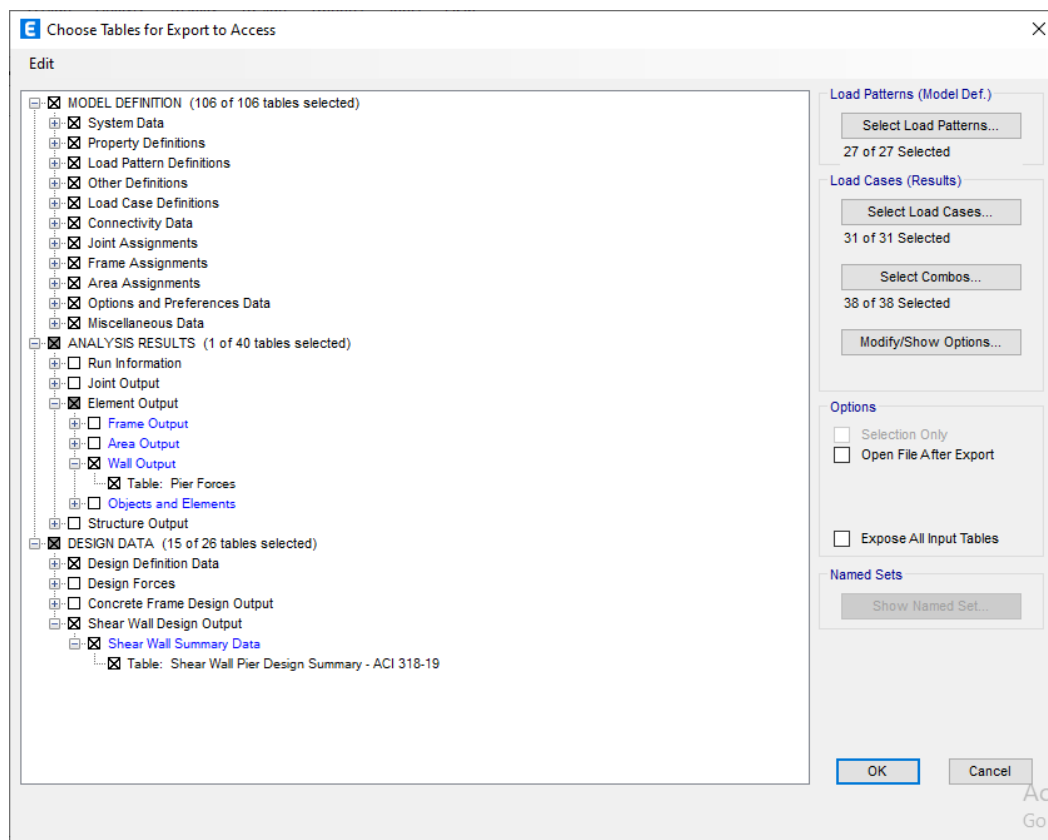 Choose Tables for Export to Access
Edit
MODEL DEFINITION (106 of 106 tables selected)
System Data
Property Definitions
Load Pattern Definitions
Other Definitions
Load Case Definitions
Connectivity Data
Joint Assignments
Frame Assignments
Area Assignments
Options and Preferences Data
Miscellaneous Data
ANALYSIS RESULTS (1 of 40 tables selected)
Run Information
Joint Output
Element Output
Frame Output
Area Output
Wall Output
Table: Pier Forces
Objects and Elements
Structure Output
DESIGN DATA (15 of 26 tables selected)
Design Definition Data
Design Forces
Concrete Frame Design Output
Shear Wall Design Output
Shear Wall Summary Data
Table: Shear Wall Pier Design Summary - ACI 318-19
Load Patterns (Model Def.)
Select Load Patterns...
27 of 27 Selected
Load Cases (Results)
Select Load Cases...
31 of 31 Selected
Select Combos...
38 of 38 Selected
Modify/Show Options...
Options
Selection Only
Open File After Export
Expose All Input Tables
Named Sets
Show Named Set...
OK
Cancel
Ac
Go